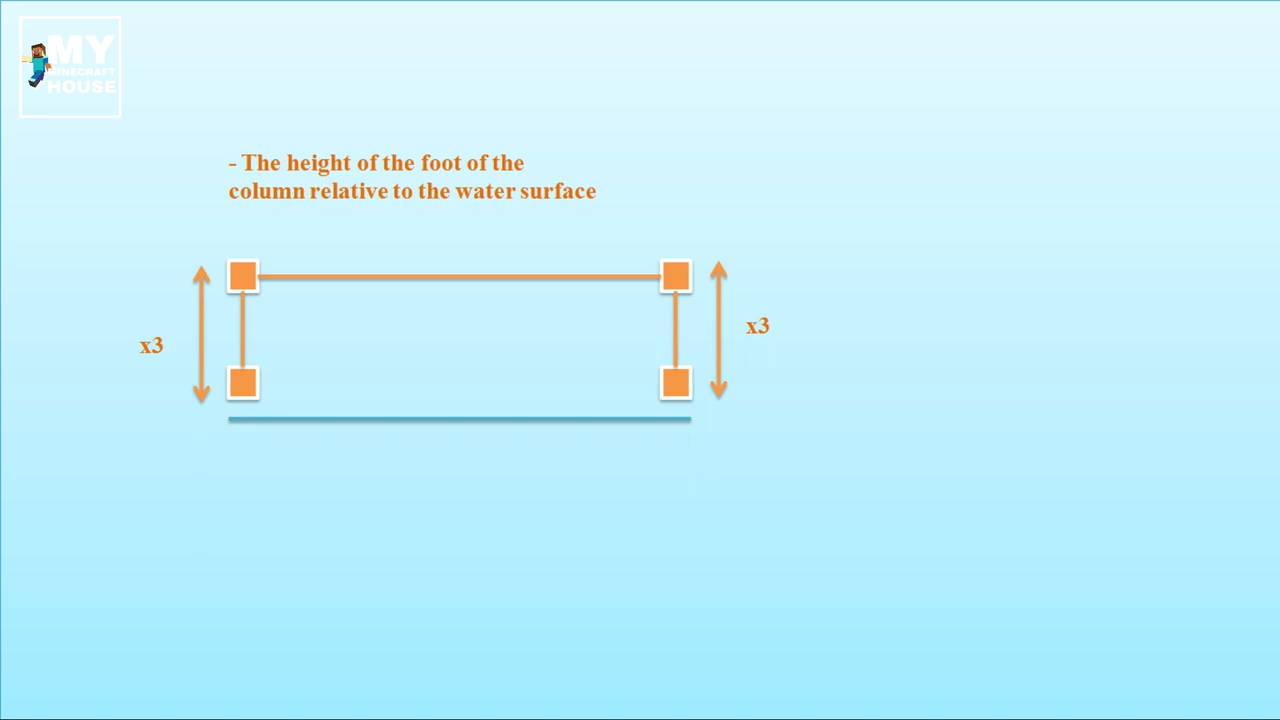 MY
MINECRAFT
HOUSE
- The height of the foot of the
column relative to the water surface
x3
x3